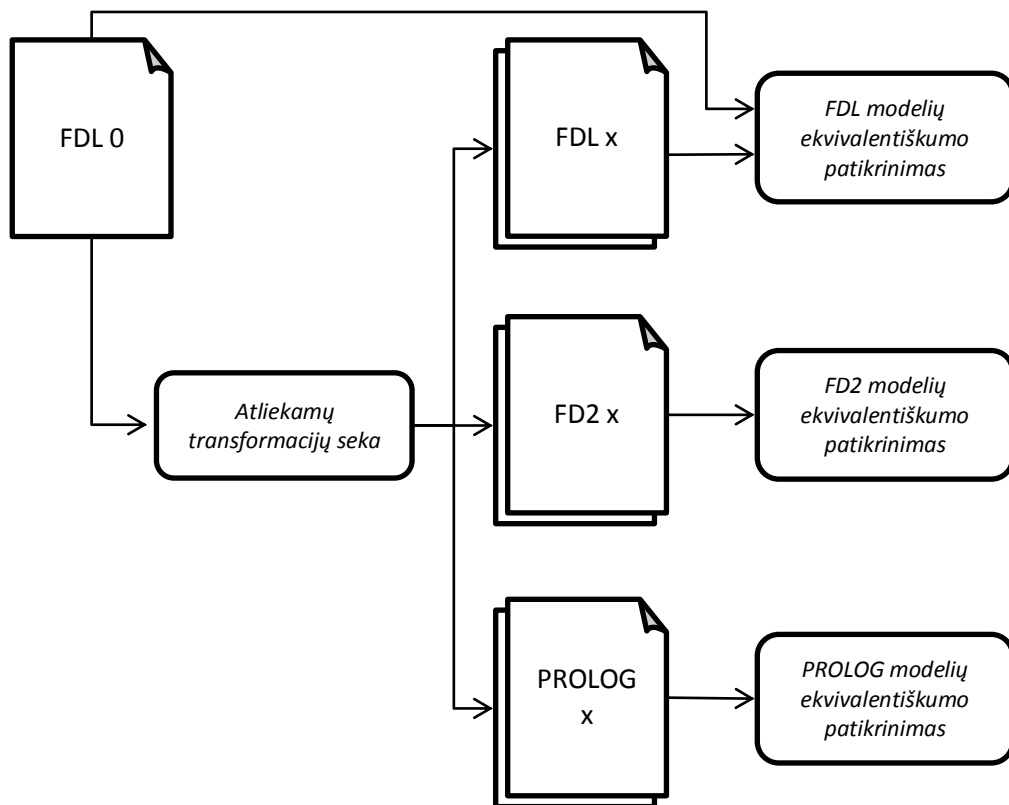 FDL 0
FDL x
FDL modelių
ekvivalentiškumo
patikrinimas
Atliekamų
transformacijų seka
FD2 x
FD2 modelių
ekvivalentiškumo
patikrinimas
PROLOG
x
PROLOG modelių
ekvivalentiškumo
patikrinimas